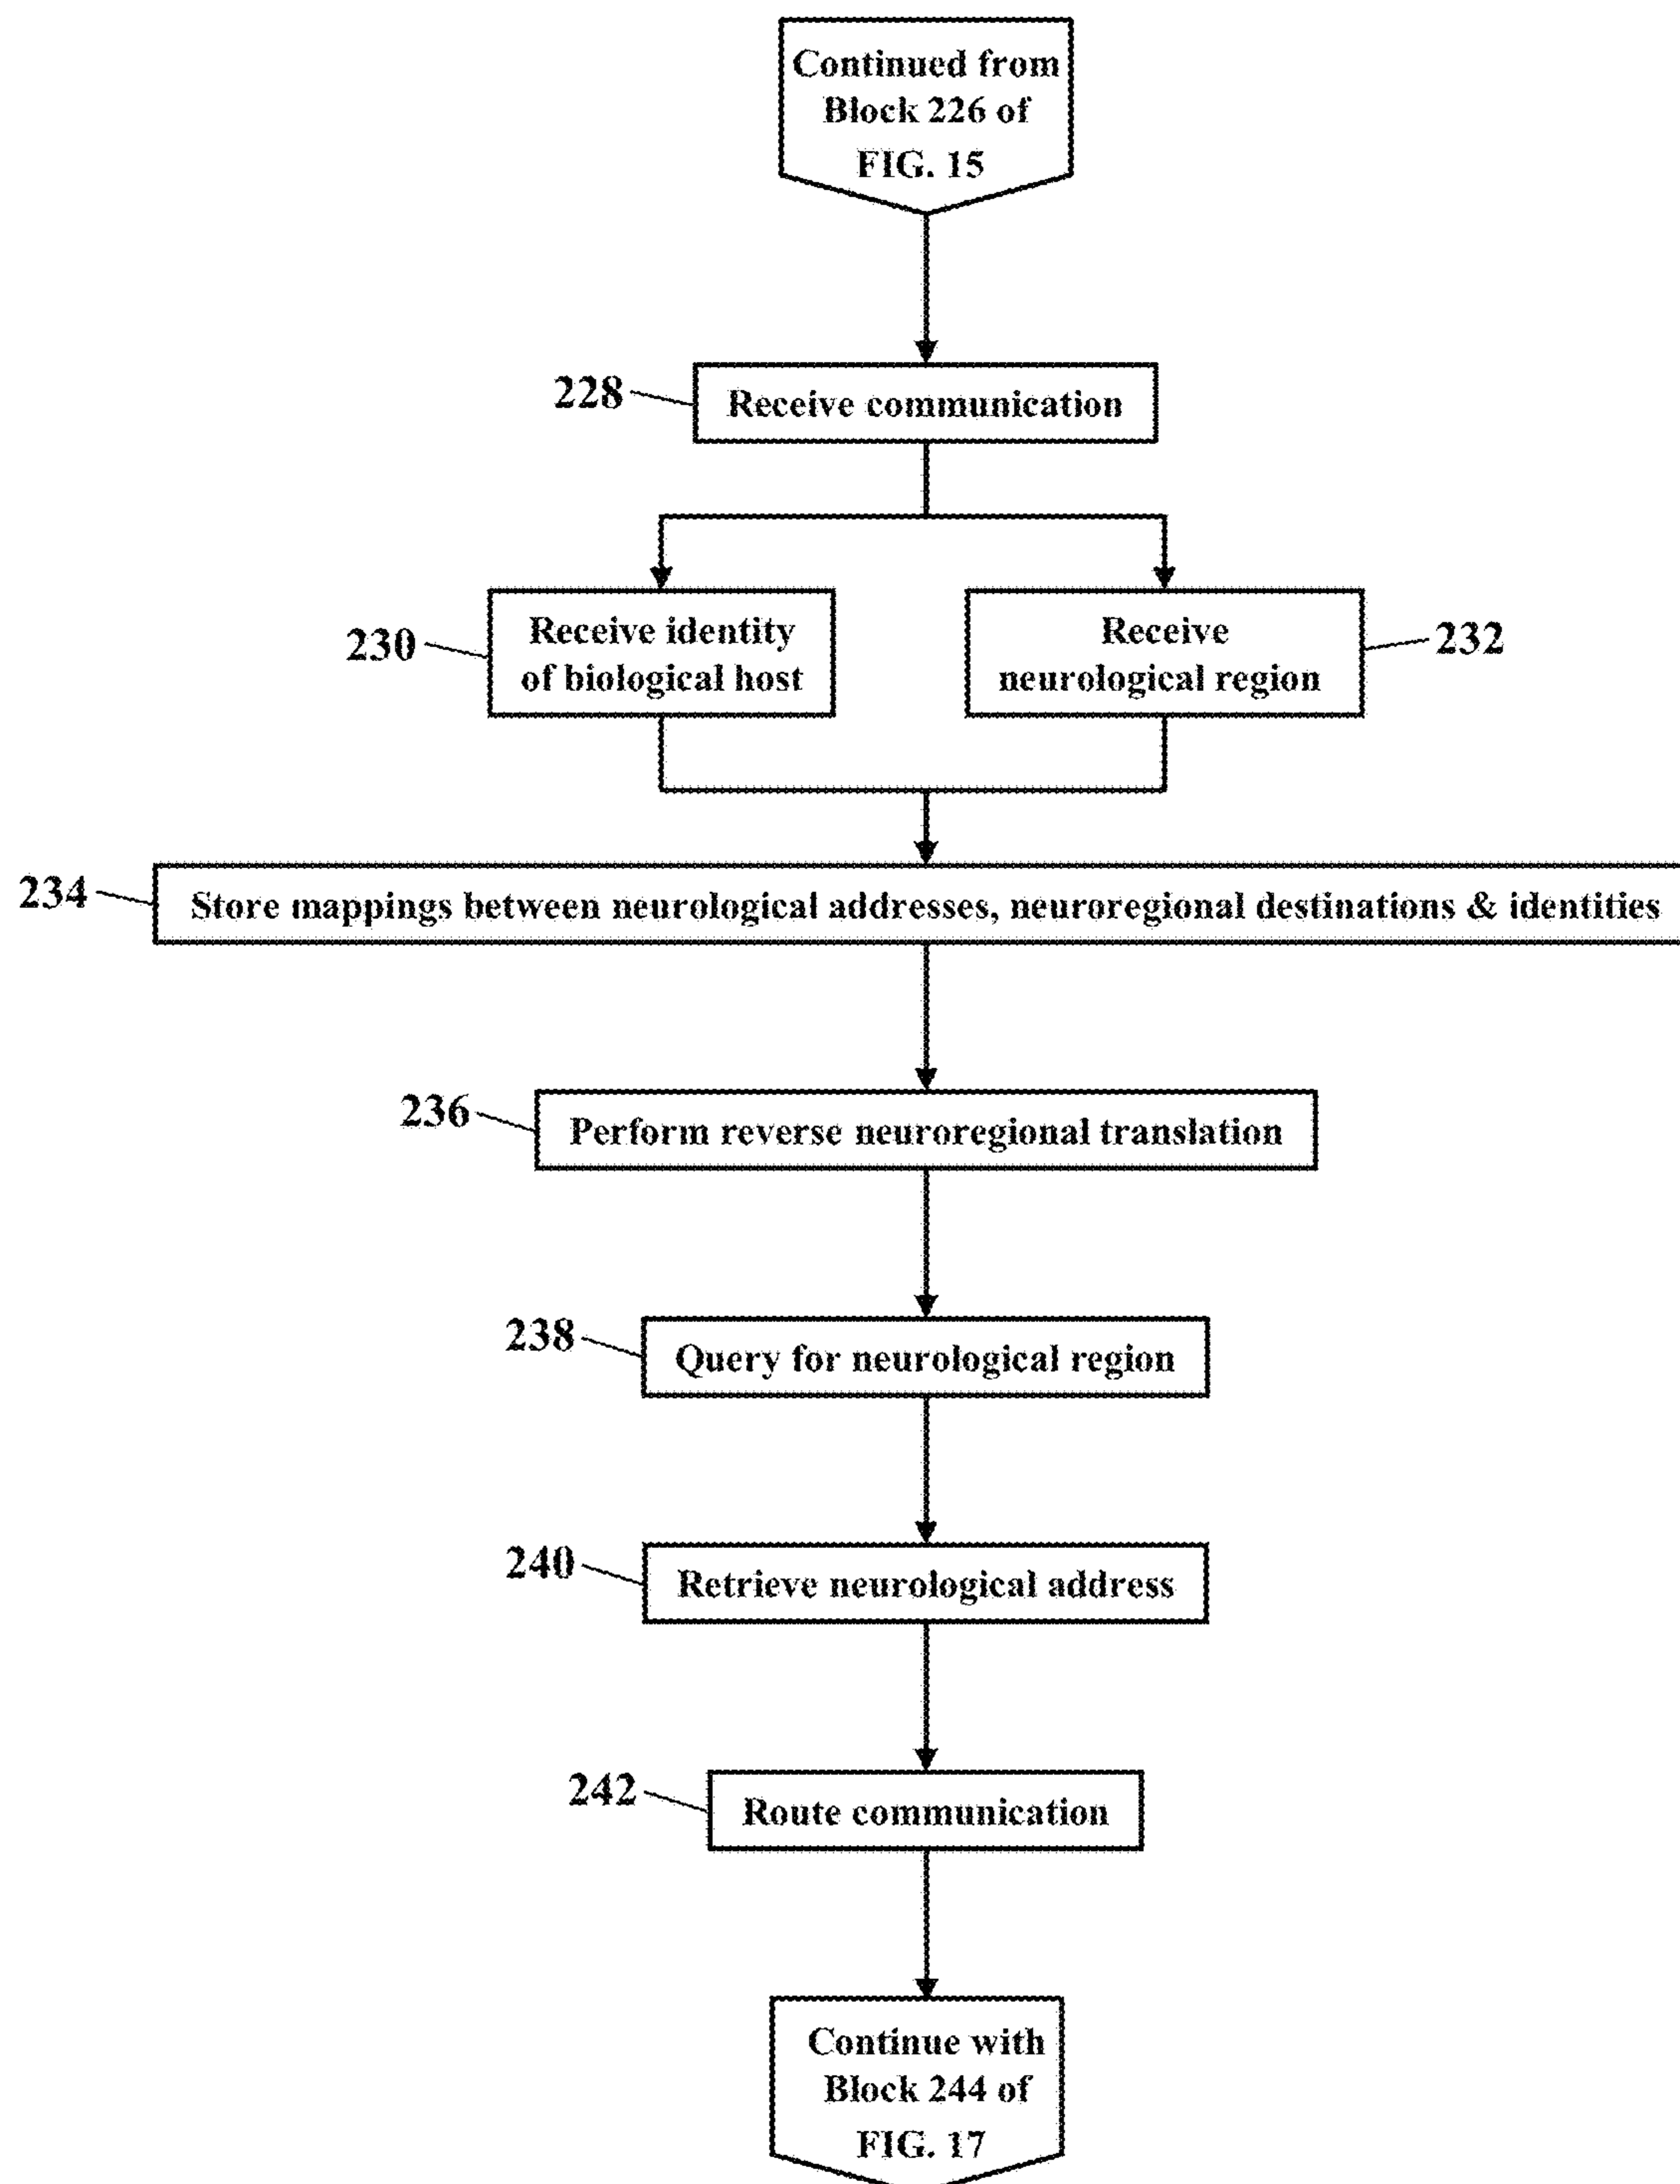 Continued from
Block 226 of
FIG. 15
228
Receive communication
230
Receive identity
of biological host
Receive
neurological region
232
234
Store mappings between neurological addresses, neuroregional destinations & identities
236
Perform reverse neuroregional translation
238
Query for neurological region
240
Retrieve neurological address
242
Route communication
Continue with
Block 244 of
FIG. 17